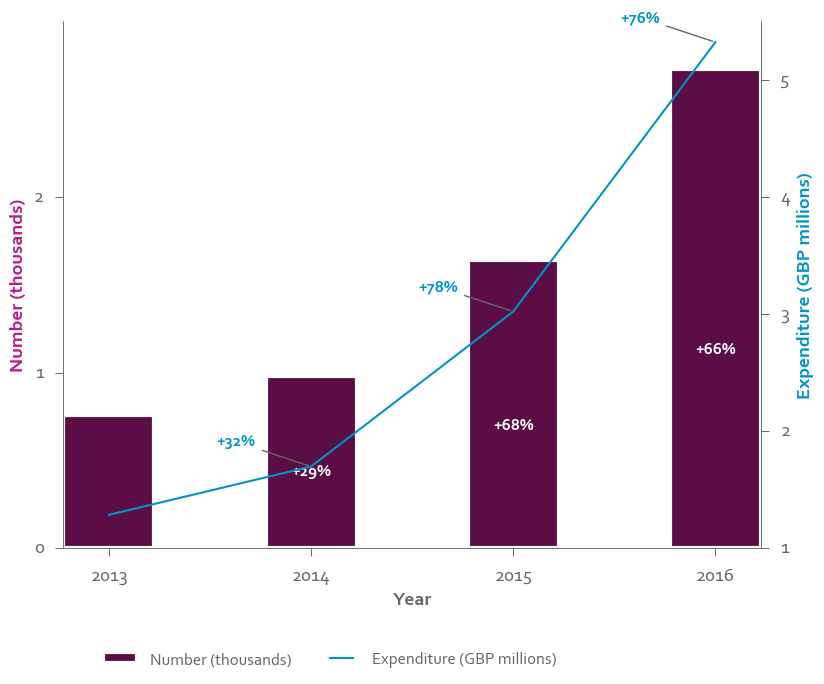 +76%
5
2
4
Number (thousands)
Expenditure (GBP millions)
+78%
3
+66%
1
+68%
+32%
2
+29%
0
1
2013 2014 2015 2016
Year
Number (thousands) Expenditure (GBP millions)